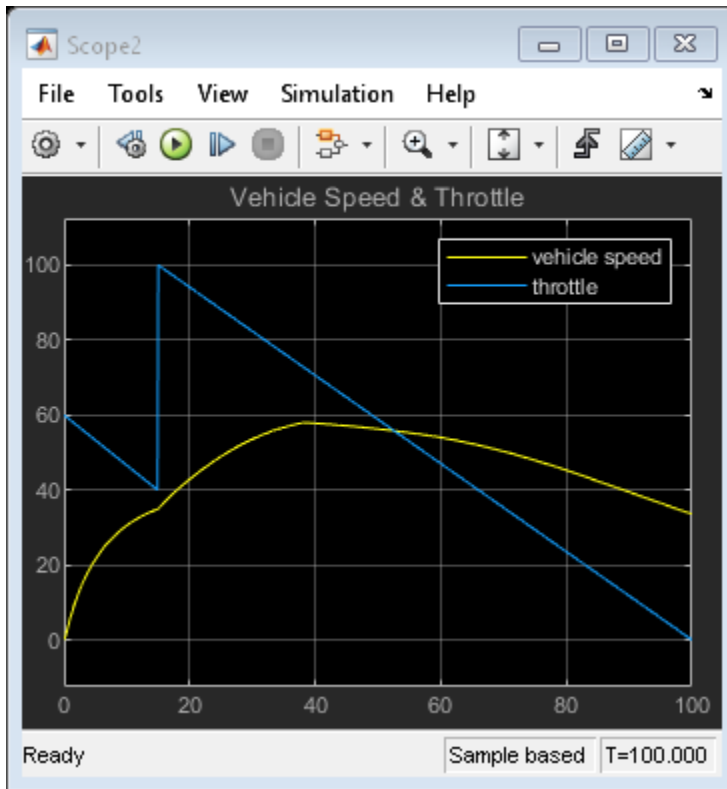 Scope2
File Tools View Simulation Help
Vehicle Speed & Throttle
vehicle speed
throttle
100
80
60
40
20
0
0 20 40 60 80 100
Ready Sample based T=100.000